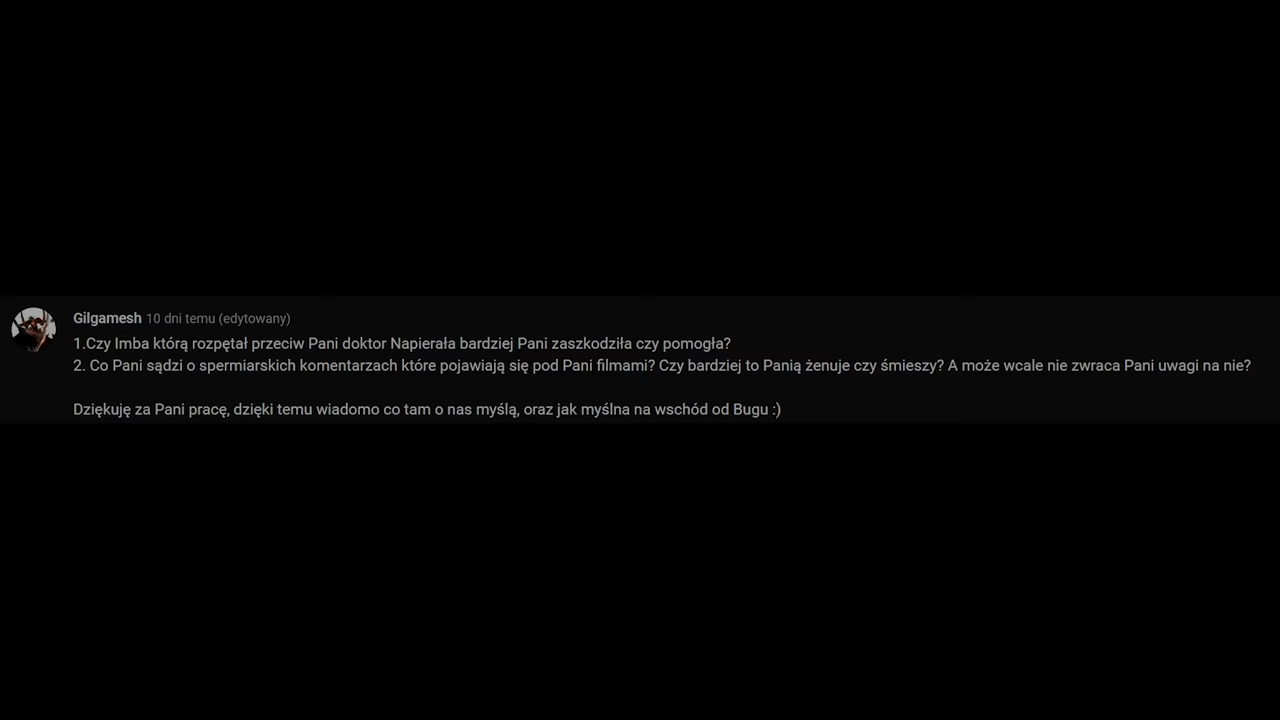 Gilgamesh 10 dni temu (edytowany)
1.Czy Imba którą rozpętał przeciw Pani doktor Napierała bardziej Pani zaszkodziła czy pomogła?
2. Co Pani sądzi o spermiarskich komentarzach które pojawiają się pod Pani filmami? Czy bardziej to Panią żenuje czy śmieszy? A może wcale nie zwraca Pani uwagi na nie?
Dziękuję za Pani pracę, dzięki temu wiadomo co tam o nas myślą, oraz jak myślna na wschód od Bugu :)